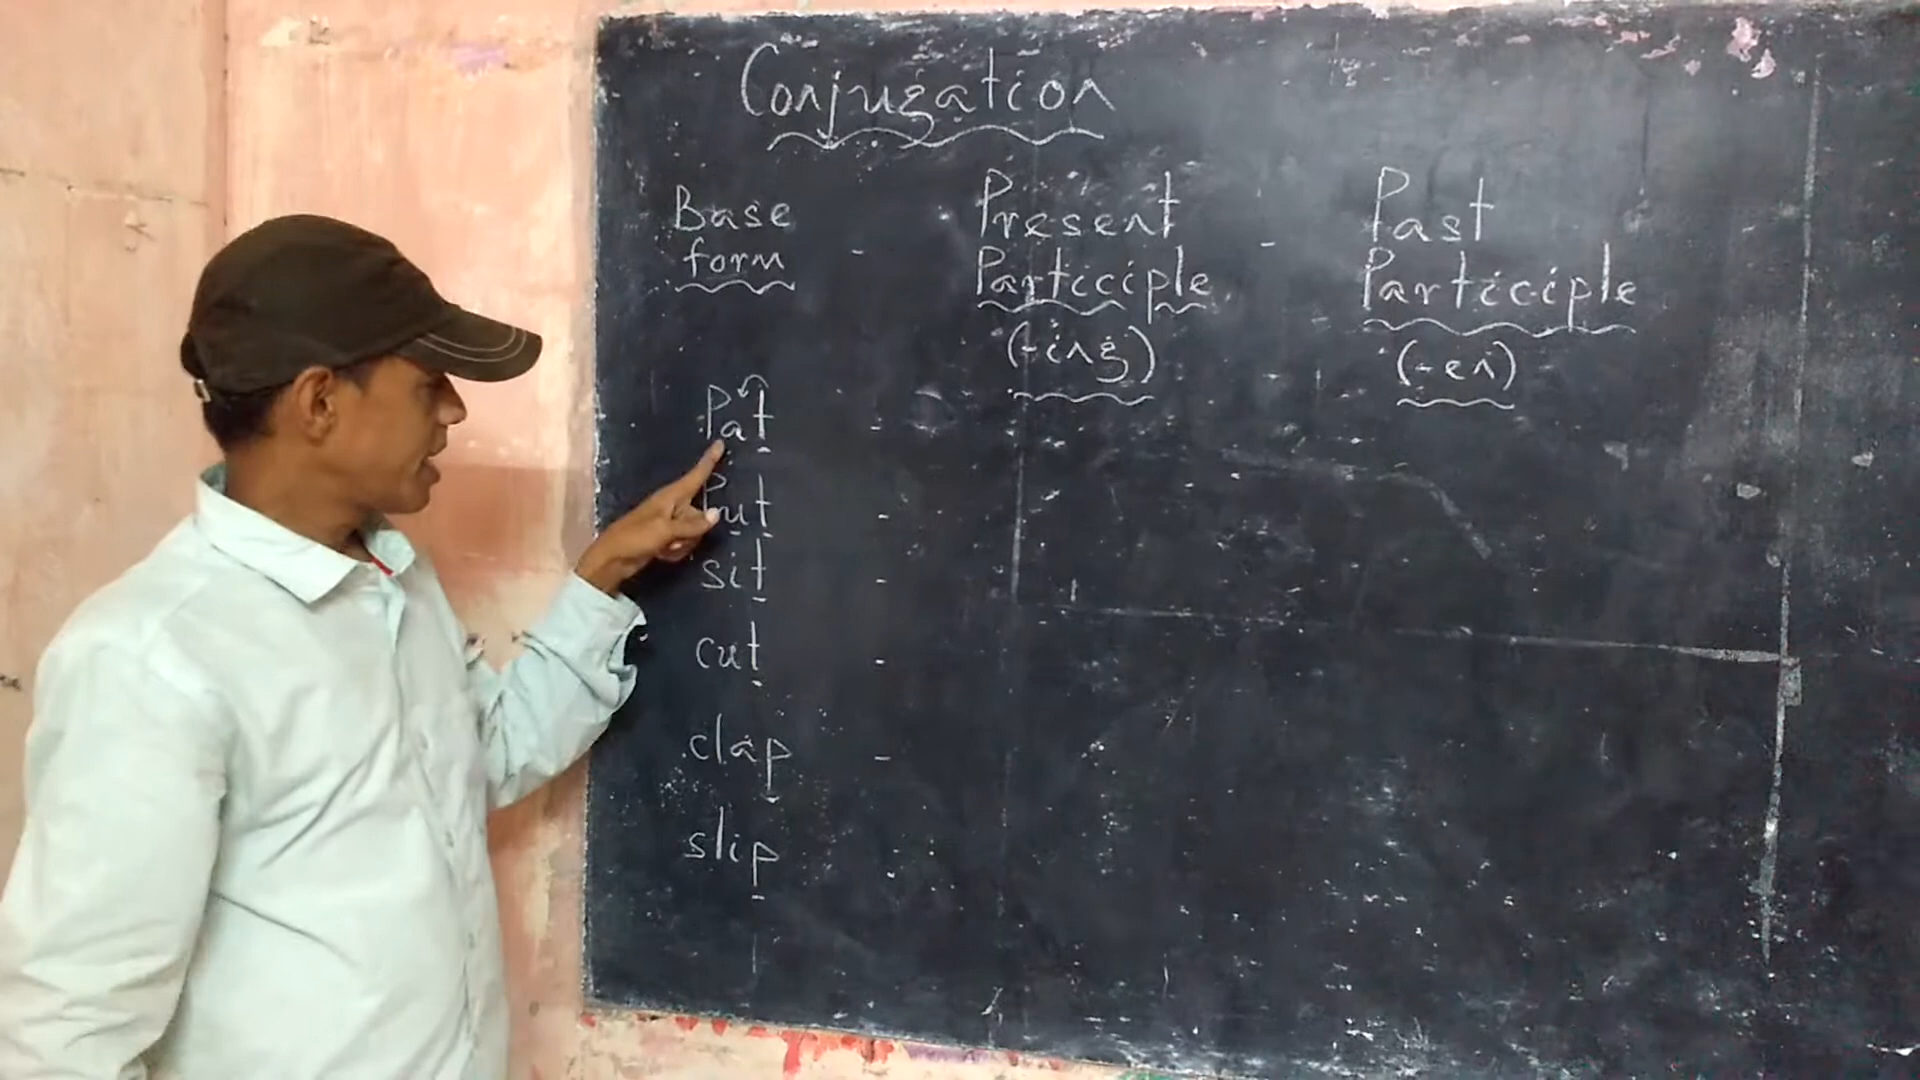 Conjugation
Base form - Present Participle (-ing) - Past Participle (-en)
Pat -
Put -
sit -
cut -
clap -
slip